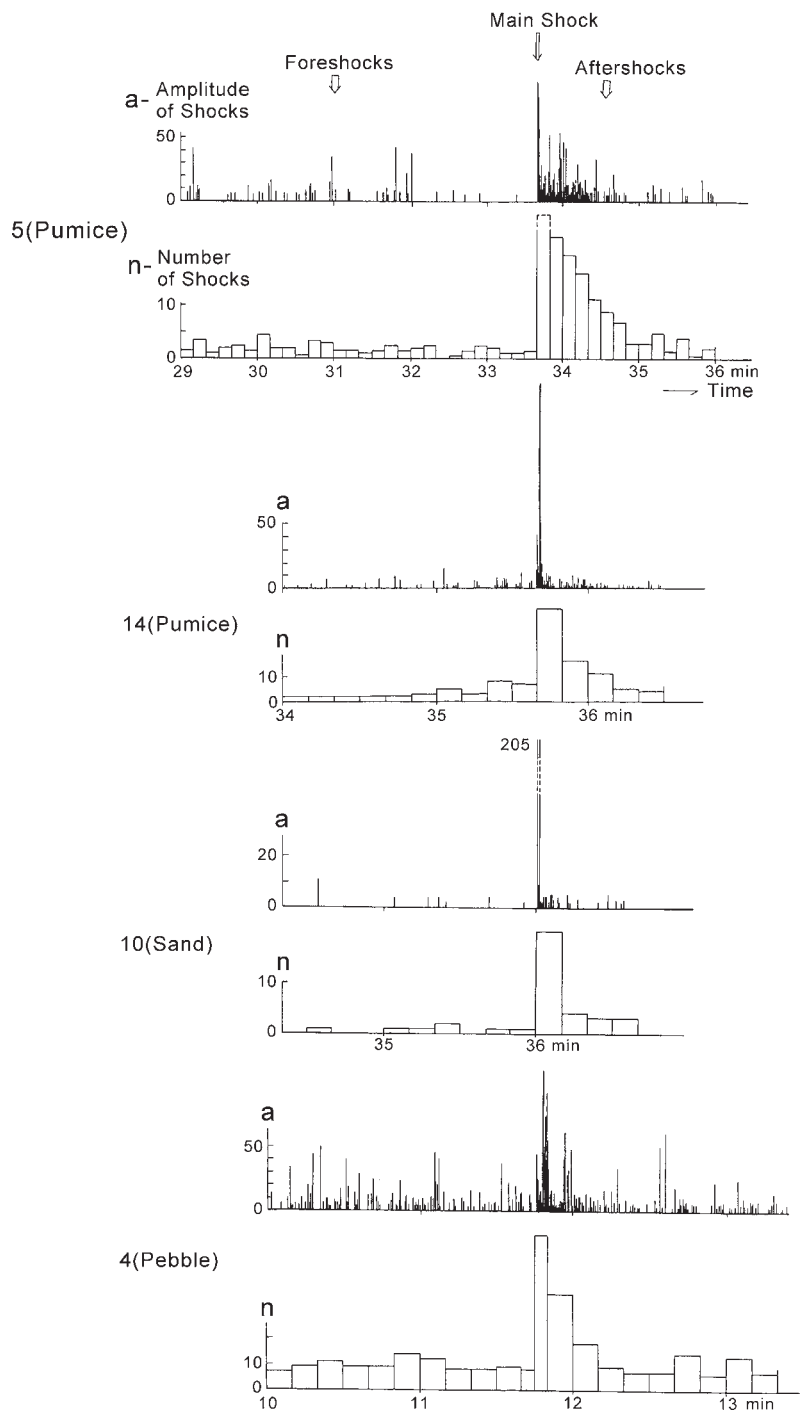 Main Shock
Foreshocks
Aftershocks
a- Amplitude
of Shocks
50
0
5(Pumice)
n- Number
of Shocks
10
0
29 30 31 32 33 34 35 36 min
Time
a
50
0
14(Pumice)
n
10
0
34 35 36 min
205
a
20
0
10(Sand)
n
10
0
35 36 min
a
50
0
4(Pebble)
n
10
0
10 11 12 13 min